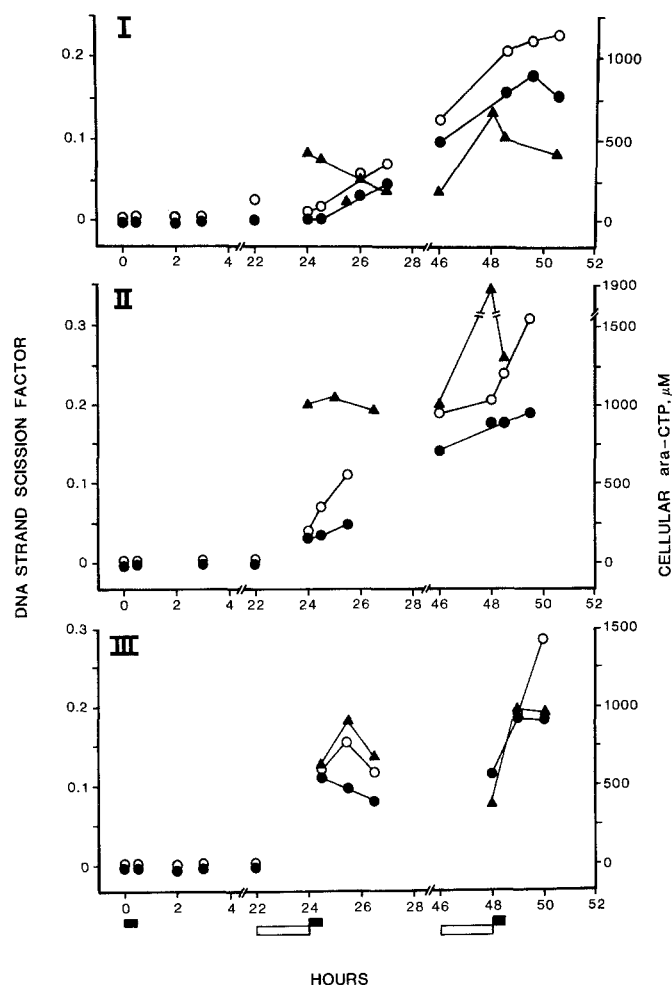 DNA STRAND SCISSION FACTOR
CELLULAR ara-CTP, μM
I
0.2
0.1
0
1000
500
0
0 2 4 22 24 26 28 46 48 50 52
II
0.3
0.2
0.1
0
1900
1500
1000
500
0
0 2 4 22 24 26 28 46 48 50 52
III
0.3
0.2
0.1
0
1500
1000
500
0
0 2 4 22 24 26 28 46 48 50 52
HOURS